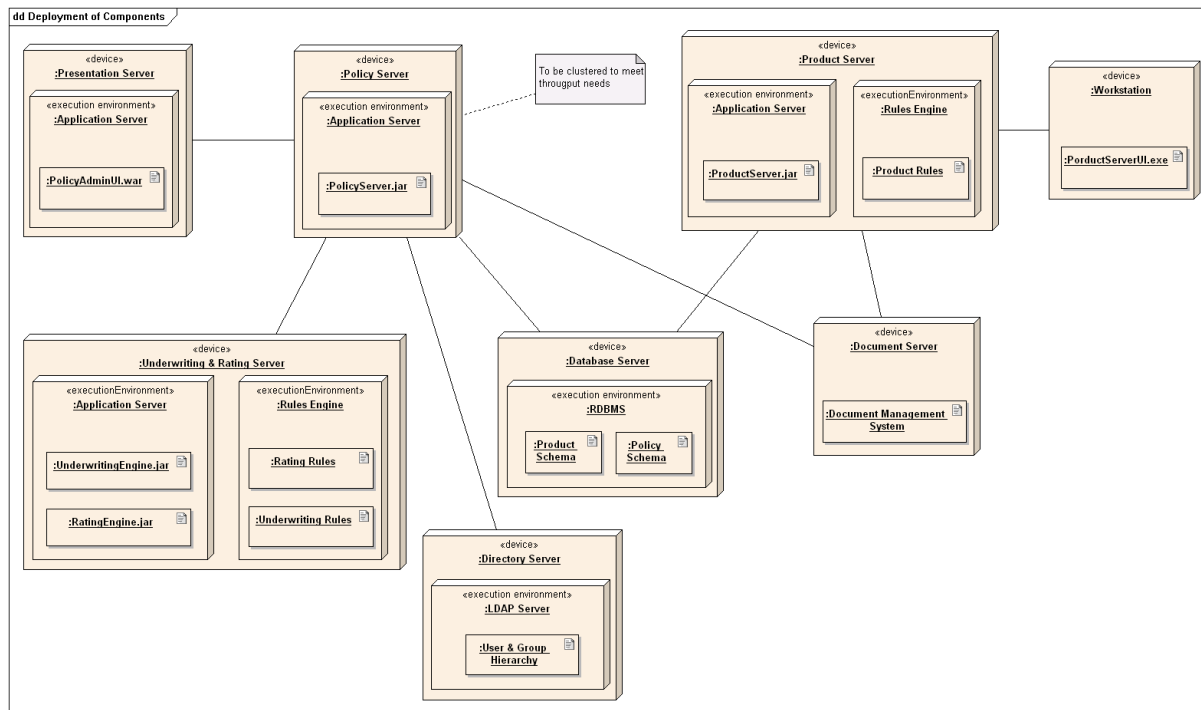 dd Deployment of Components
«device»
:Presentation Server
«execution environment»
:Application Server
:PolicyAdminUI.war
«device»
:Policy Server
«execution environment»
:Application Server
:PolicyServer.jar
To be clustered to meet
througput needs
«device»
:Product Server
«execution environment»
:Application Server
:ProductServer.jar
«executionEnvironment»
:Rules Engine
:Product Rules
«device»
:Workstation
:PorductServerUI.exe
«device»
:Underwriting & Rating Server
«executionEnvironment»
:Application Server
:UnderwritingEngine.jar
:RatingEngine.jar
«executionEnvironment»
:Rules Engine
:Rating Rules
:Underwriting Rules
«device»
:Database Server
«execution environment»
:RDBMS
:Product
Schema
:Policy
Schema
«device»
:Document Server
:Document Management
System
«device»
:Directory Server
«execution environment»
:LDAP Server
:User & Group
Hierarchy